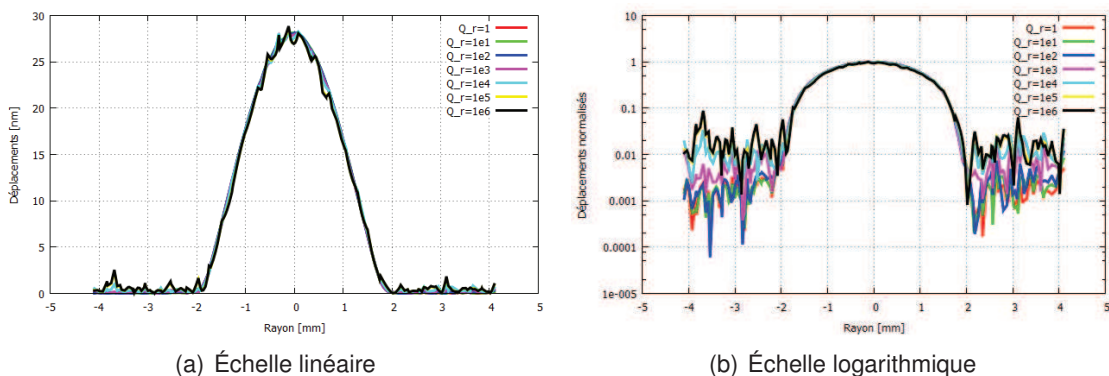 Déplacements [nm]
30
25
20
15
10
5
0
-5 -4 -3 -2 -1 0 1 2 3 4 5
Rayon [mm]
Q_r=1
Q_r=1e1
Q_r=1e2
Q_r=1e3
Q_r=1e4
Q_r=1e5
Q_r=1e6
(a) Échelle linéaire
Déplacements normalisés
10
1
0.1
0.01
0.001
0.0001
1e-005
-5 -4 -3 -2 -1 0 1 2 3 4 5
Rayon [mm]
Q_r=1
Q_r=1e1
Q_r=1e2
Q_r=1e3
Q_r=1e4
Q_r=1e5
Q_r=1e6
(b) Échelle logarithmique